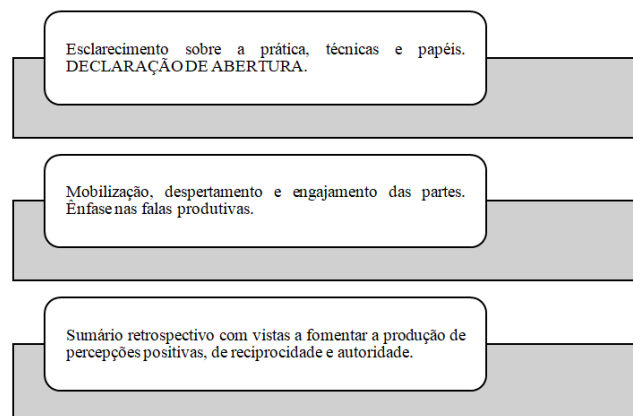 Esclarecimento sobre a prática, técnicas e papéis.
DECLARAÇÃO DE ABERTURA.
Mobilização, despertamento e engajamento das partes.
Ênfase nas falas produtivas.
Sumário retrospectivo com vistas a fomentar a produção de
percepções positivas, de reciprocidade e autoridade.